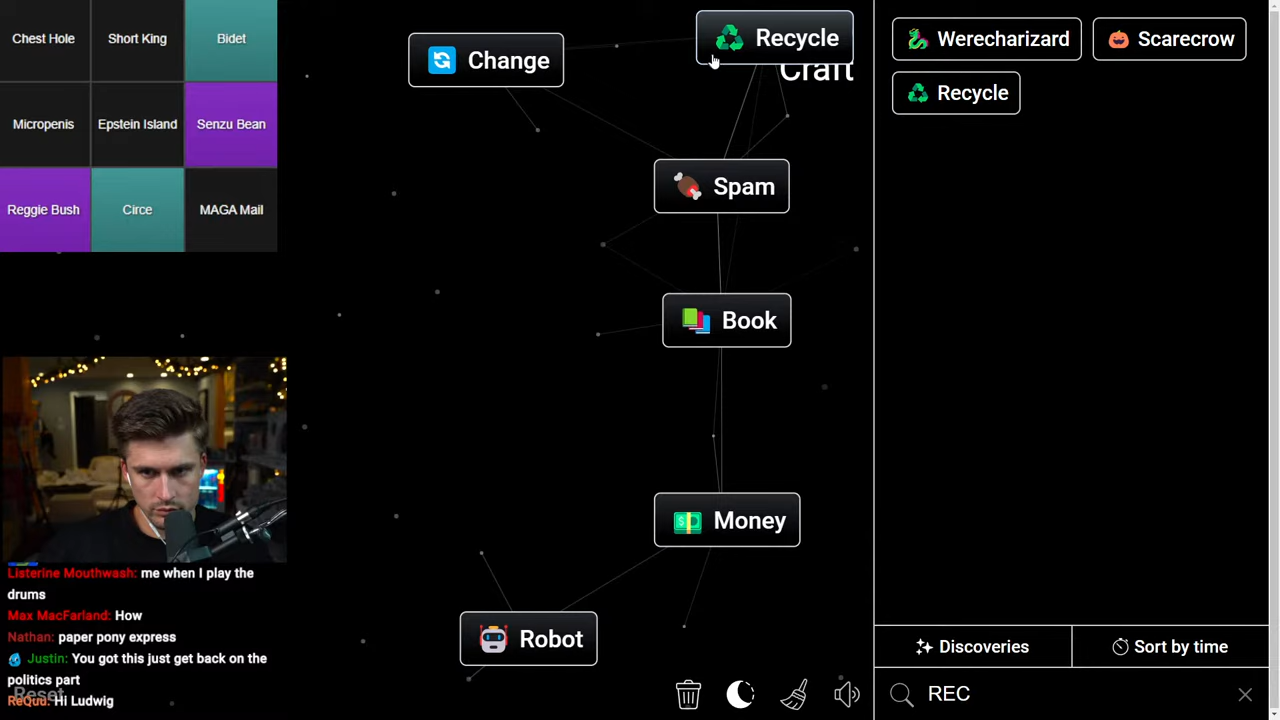 Chest Hole
Short King
Bidet
Micropenis
Epstein Island
Senzu Bean
Reggie Bush
Circe
MAGA Mail
Change
Recycle
Craft
Spam
Book
Money
Robot
Werecharizard
Scarecrow
Recycle
Listerine Mouthwash: me when I play the
drums
Max MacFarland: How
Nathan: paper pony express
Justin: You got this just get back on the
politics part
ReQuu: Hi Ludwig
Reset
Discoveries
Sort by time
REC